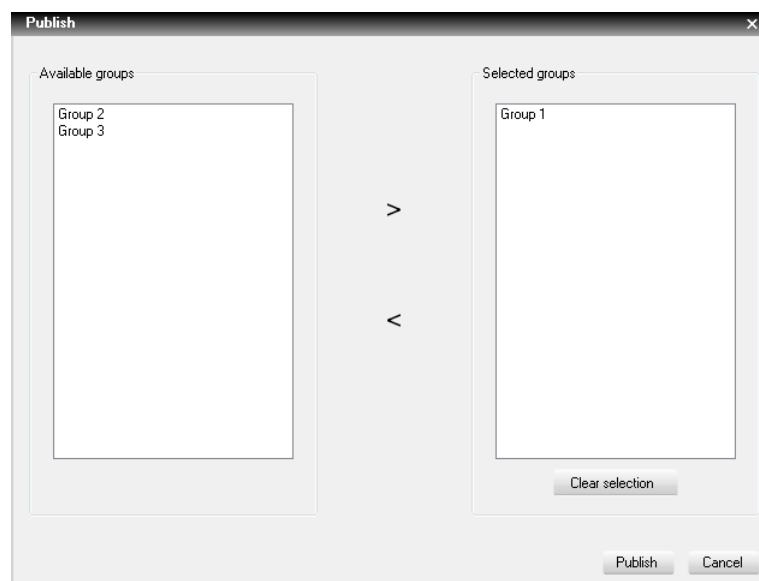 Publish ×
Available groups
Group 2
Group 3
>
<
Selected groups
Group 1
Clear selection
Publish
Cancel